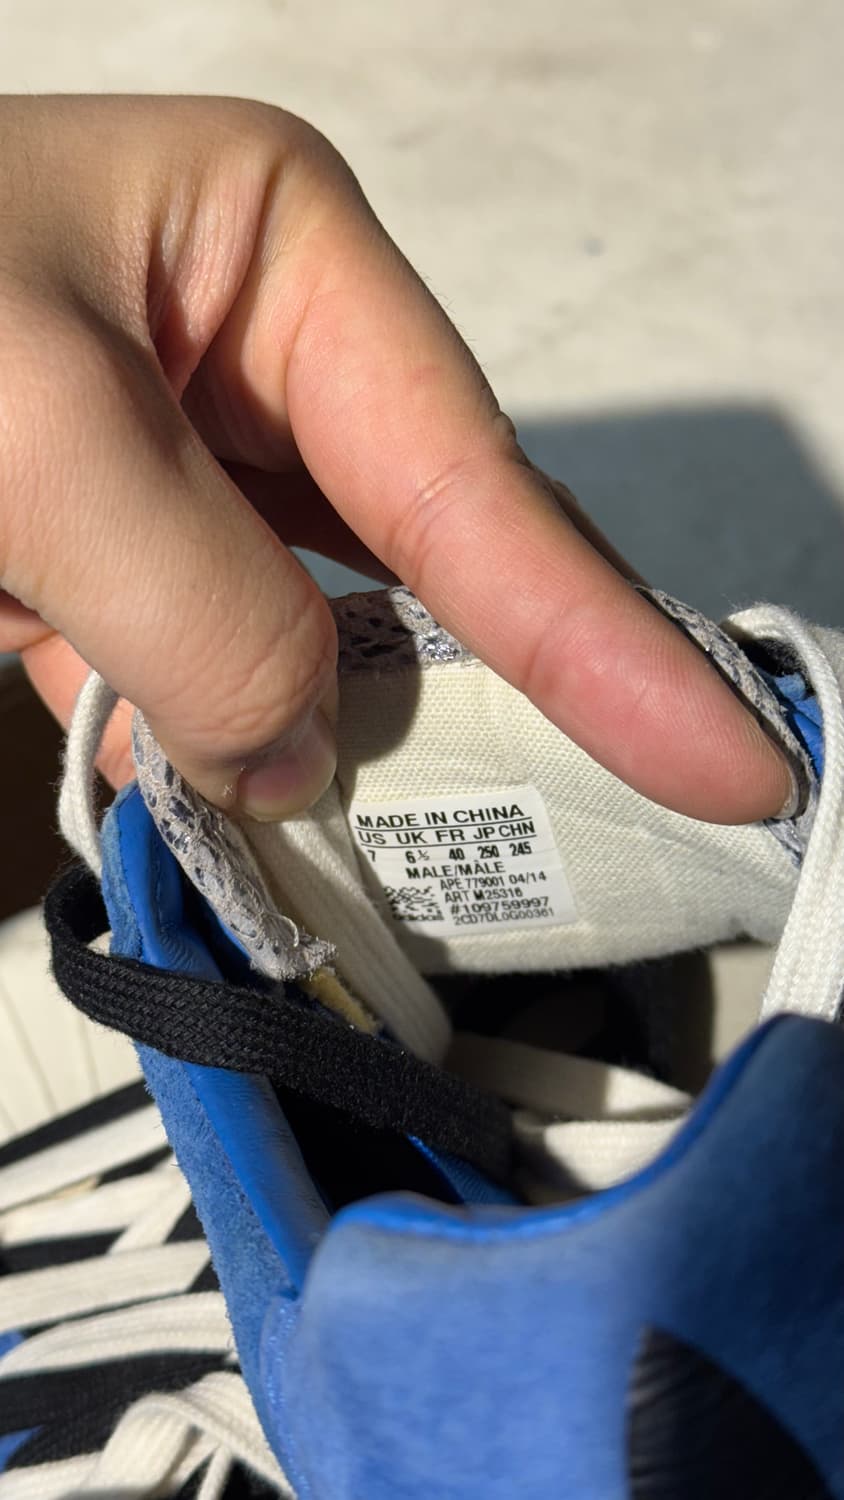 MADE IN CHINA
US UK FR JP CHN
7 6½ 40 250 245
MALE/MÂLE
APE 779001 04/14
ART M25316
#109759997
2CD7DL0G00361
adidas